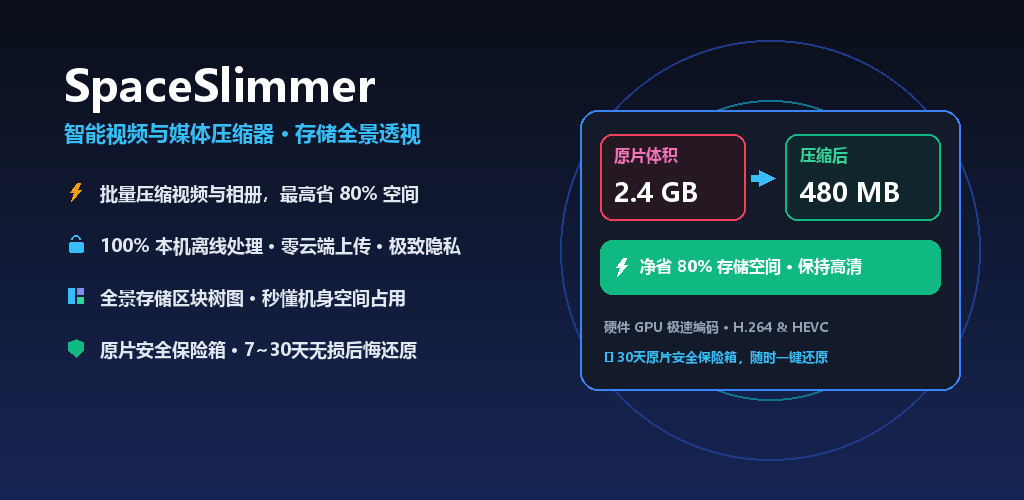 SpaceSlimmer
智能视频与媒体压缩器·存储全景透视
批量压缩视频与相册，最高省 80% 空间
100% 本机离线处理·零云端上传·极致隐私
全景存储区块树图·秒懂机身空间占用
原片安全保险箱·7~30天无损后悔还原
原片体积
2.4 GB
压缩后
480 MB
净省 80% 存储空间·保持高清
硬件 GPU 极速编码·H.264 & HEVC
30天原片安全保险箱，随时一键还原